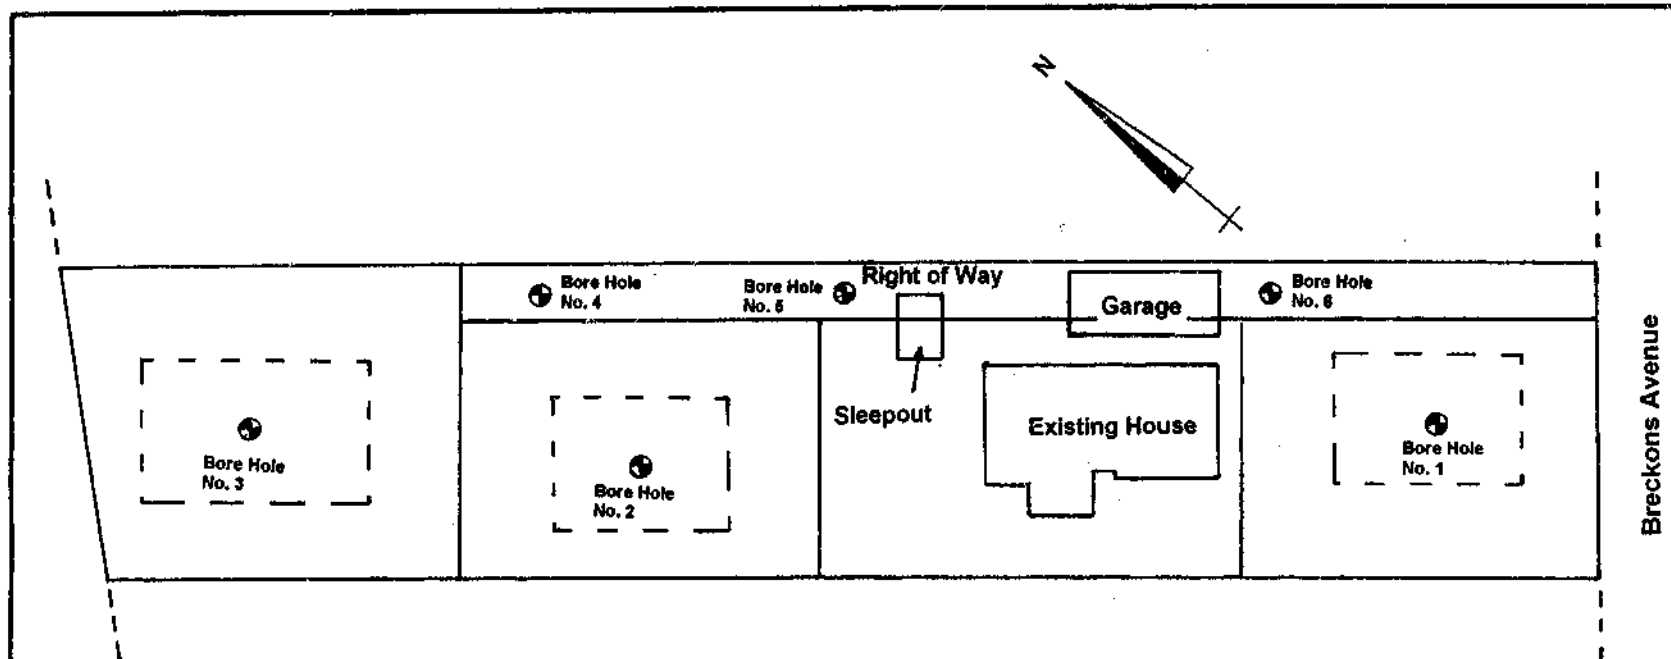 N
Right of Way
Bore Hole
No. 4
Bore Hole
No. 5
Bore Hole
No. 6
Garage
Sleepout
Existing House
Bore Hole
No. 3
Bore Hole
No. 2
Bore Hole
No. 1
Breckons Avenue